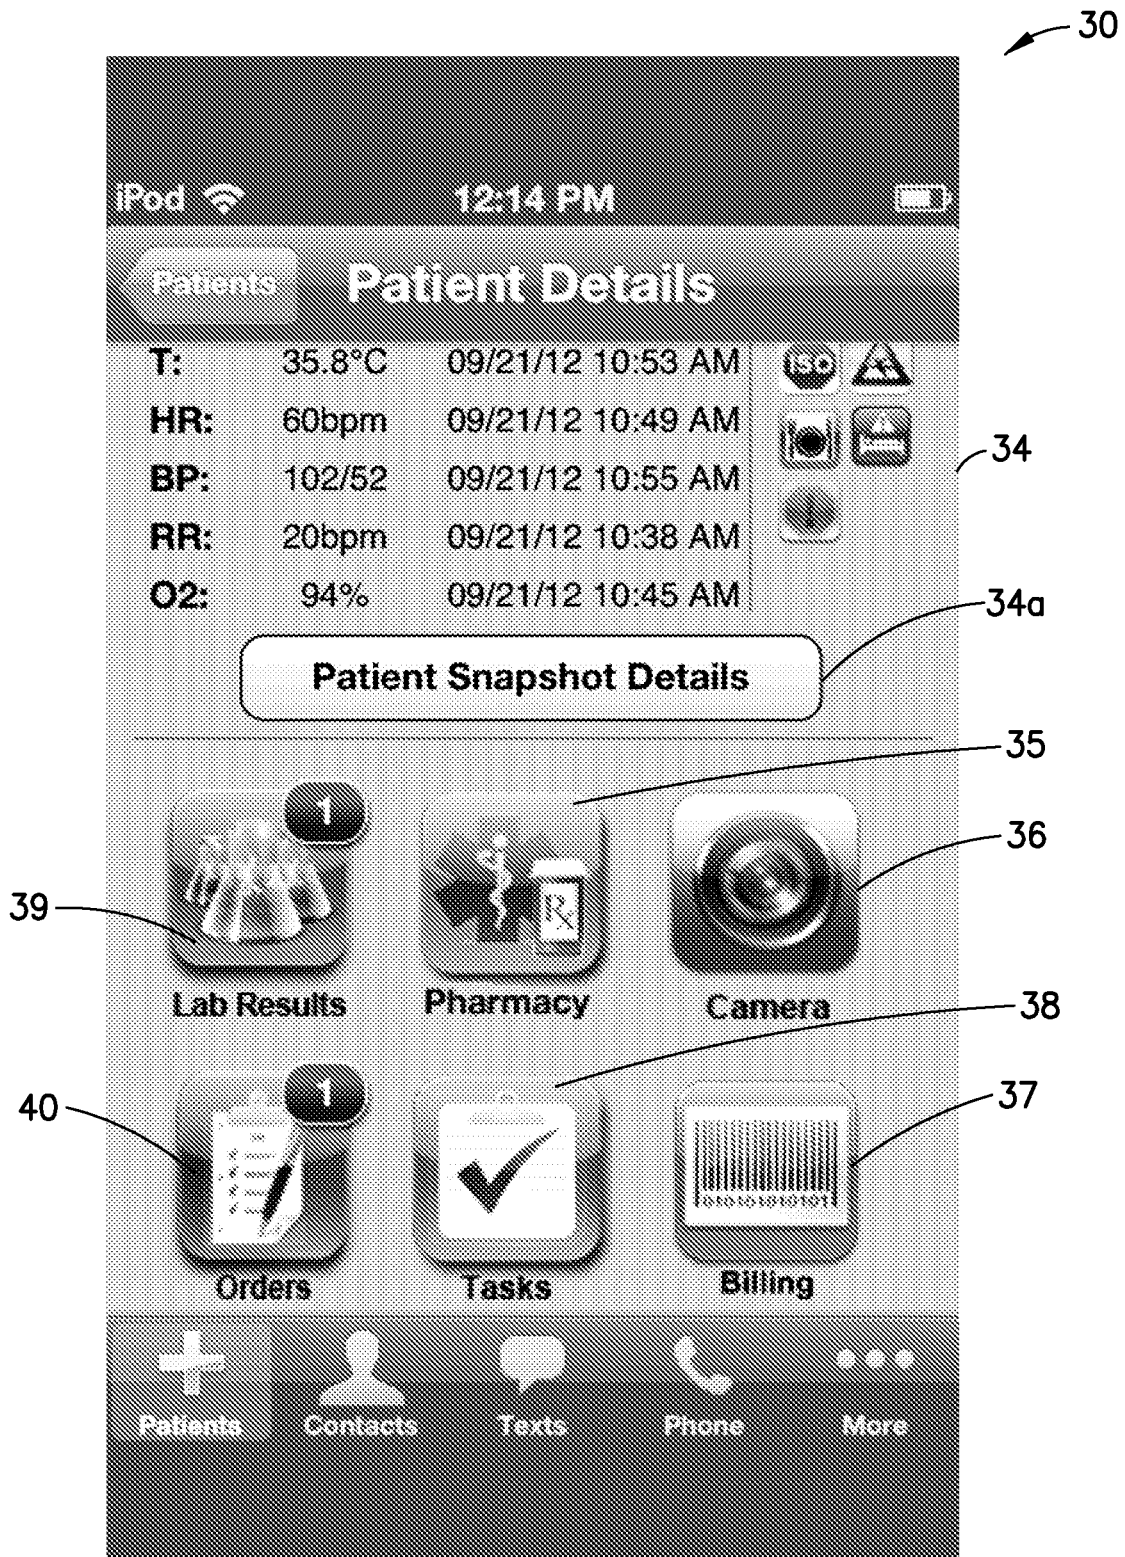 30
iPod 12:14 PM
Patients Patient Details
T: 35.8°C 09/21/12 10:53 AM ISO
HR: 60bpm 09/21/12 10:49 AM
34
BP: 102/52 09/21/12 10:55 AM
RR: 20bpm 09/21/12 10:38 AM
O2: 94% 09/21/12 10:45 AM
34a
Patient Snapshot Details
35
1
36
Rx
39
Lab Results Pharmacy Camera
38
1
40
37
0101010101011
Orders Tasks Billing
Patients Contacts Texts Phone More